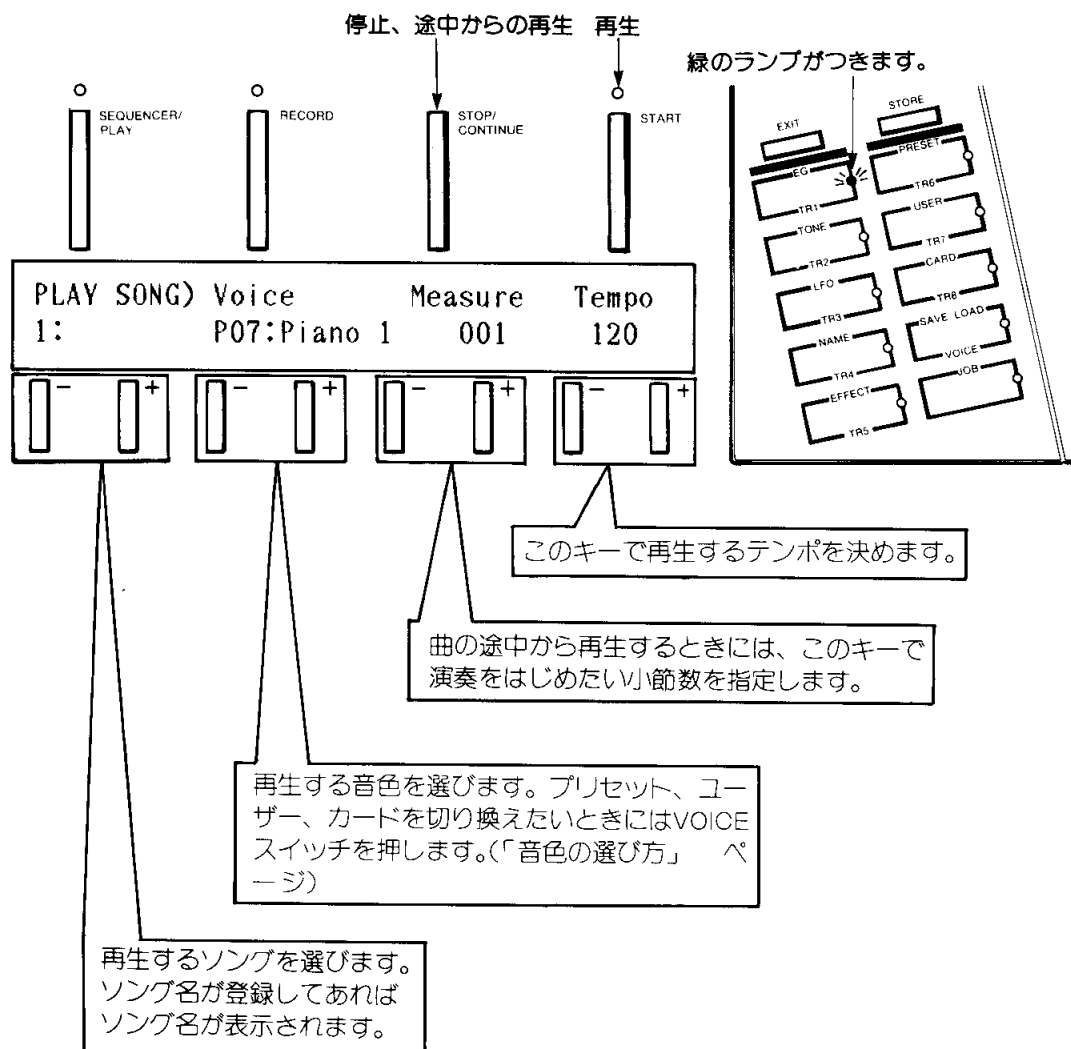 停止、途中からの再生 再生
緑のランプがつきます。
SEQUENCER/
PLAY
RECORD
STOP/
CONTINUE
START
EXIT
STORE
EG
TR1
PRESET
TR6
TONE
TR2
USER
TR7
LFO
TR3
CARD
TR8
NAME
TR4
SAVE LOAD
VOICE
EFFECT
TR5
JOB
PLAY SONG) Voice Measure Tempo
1: P07:Piano 1 001 120
- + - + - + - +
このキーで再生するテンポを決めます。
曲の途中から再生するときには、このキーで
演奏をはじめたい小節数を指定します。
再生する音色を選びます。プリセット、ユー
ザー、カードを切り換えたいときにはVOICE
スイッチを押します。(「音色の選び方」 ペ
ージ)
再生するソングを選びます。
ソング名が登録してあれば
ソング名が表示されます。